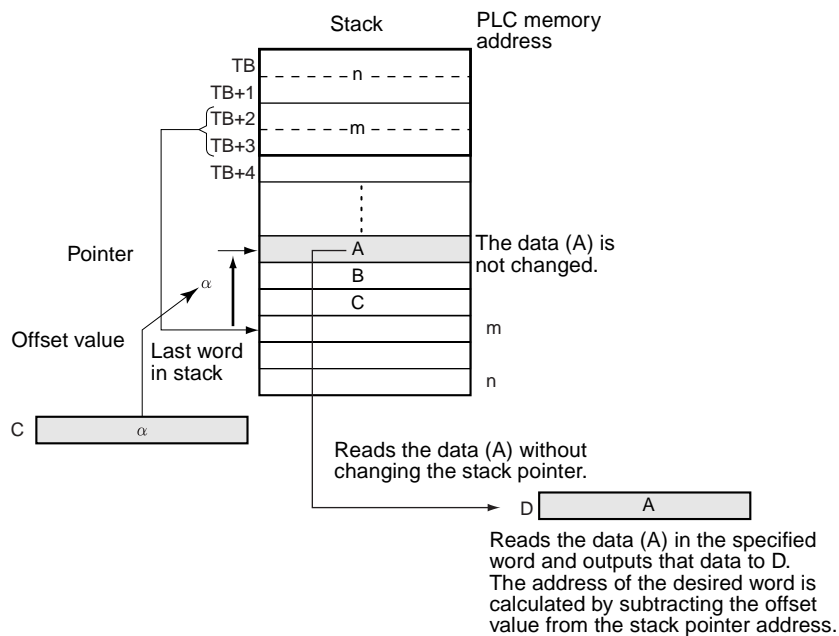 Stack
PLC memory
address
TB
n
TB+1
TB+2
m
TB+3
TB+4
Pointer
A
The data (A) is
not changed.
α
B
C
Offset value
Last word
in stack
m
n
C
α
Reads the data (A) without
changing the stack pointer.
D
A
Reads the data (A) in the specified
word and outputs that data to D.
The address of the desired word is
calculated by subtracting the offset
value from the stack pointer address.